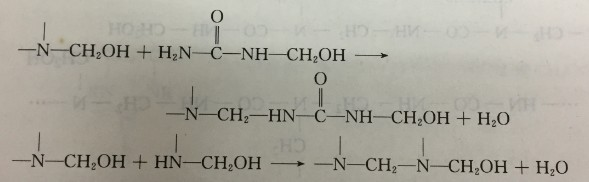 O
—N—CH₂OH + H₂N—C—NH—CH₂OH ⟶
O
—N—CH₂—HN—C—NH—CH₂OH + H₂O
—N—CH₂OH + HN—CH₂OH ⟶ —N—CH₂—N—CH₂OH + H₂O